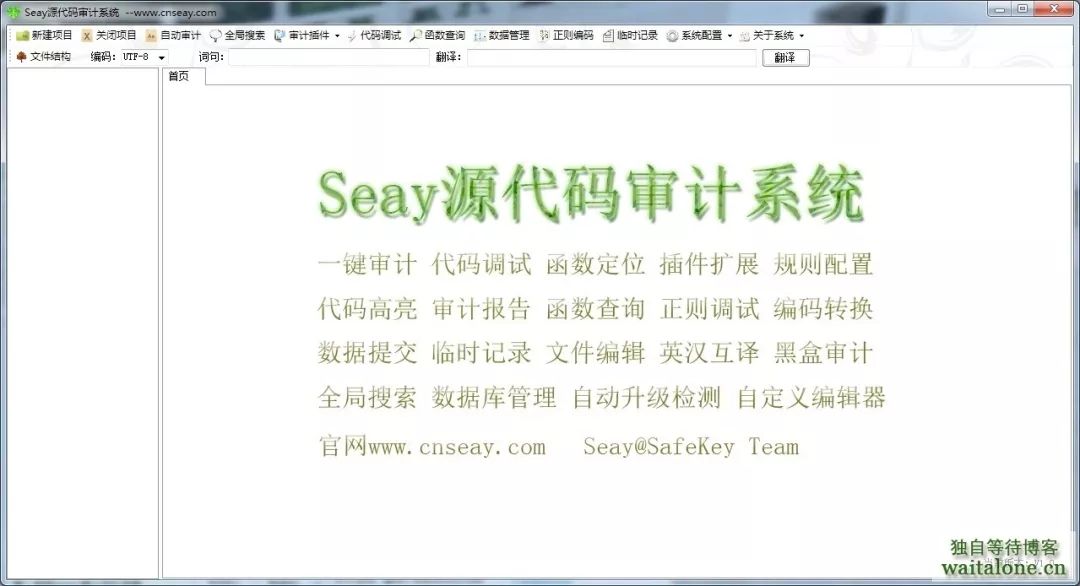 Seay源代码审计系统 --www.cnseay.com
新建项目 关闭项目 自动审计 全局搜索 审计插件 代码调试 函数查询 数据管理 正则编码 临时记录 系统配置 关于系统
文件结构 编码: UTF-8 词句: 翻译: 翻译
首页
Seay源代码审计系统
一键审计 代码调试 函数定位 插件扩展 规则配置
代码高亮 审计报告 函数查询 正则调试 编码转换
数据提交 临时记录 文件编辑 英汉互译 黑盒审计
全局搜索 数据库管理 自动升级检测 自定义编辑器
官网www.cnseay.com Seay@SafeKey Team
独自等待博客
waitalone.cn